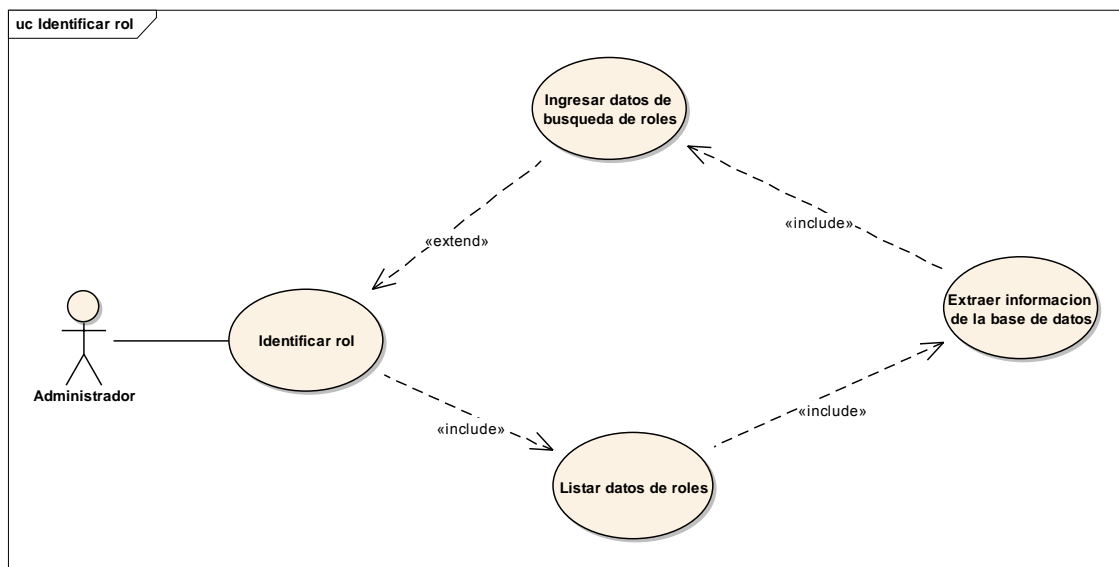 uc Identificar rol
Ingresar datos de
busqueda de roles
«extend»
«include»
Extraer informacion
de la base de datos
Identificar rol
Administrador
«include»
«include»
Listar datos de roles